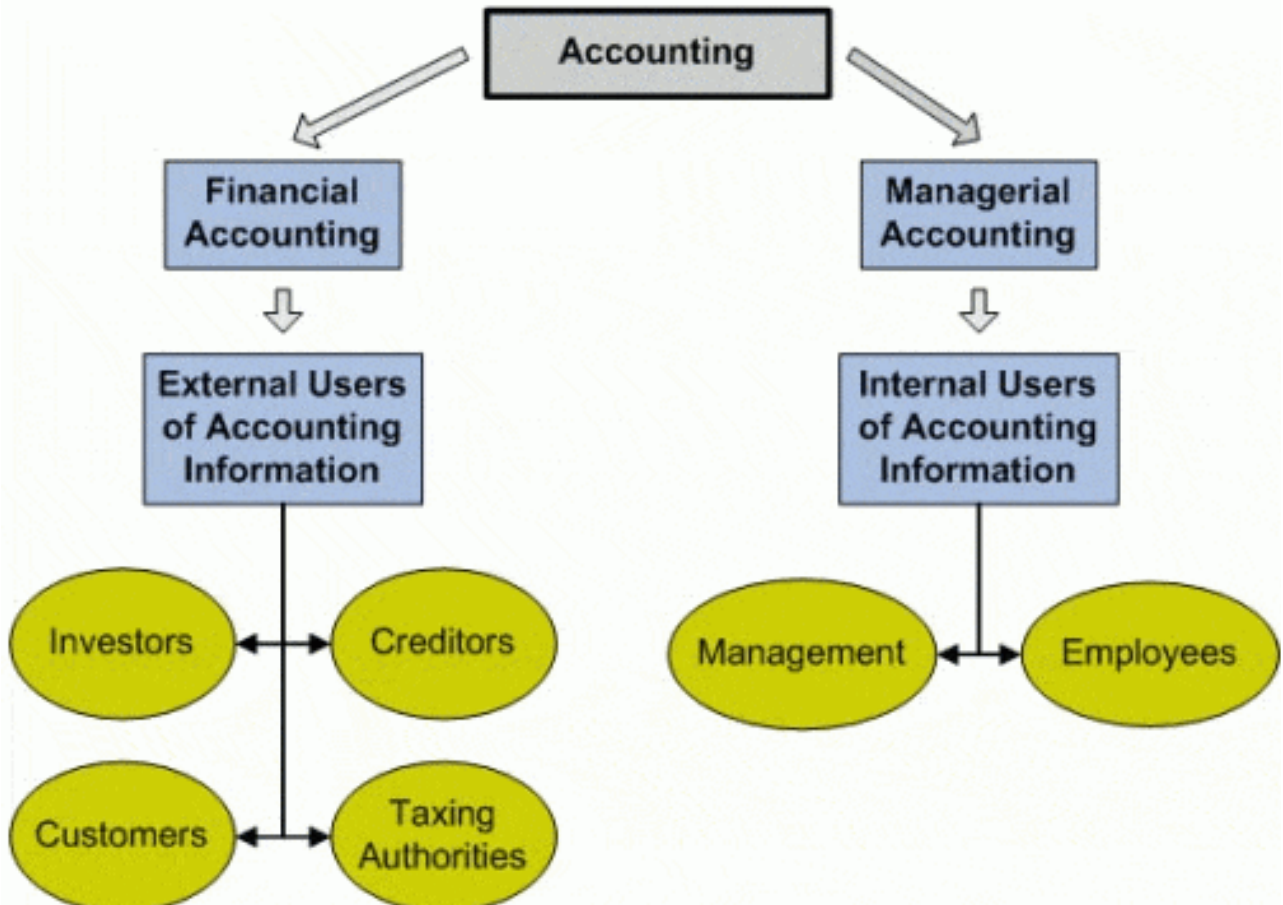 Accounting
Financial
Accounting
Managerial
Accounting
External Users
of Accounting
Information
Internal Users
of Accounting
Information
Investors
Creditors
Management
Employees
Customers
Taxing
Authorities